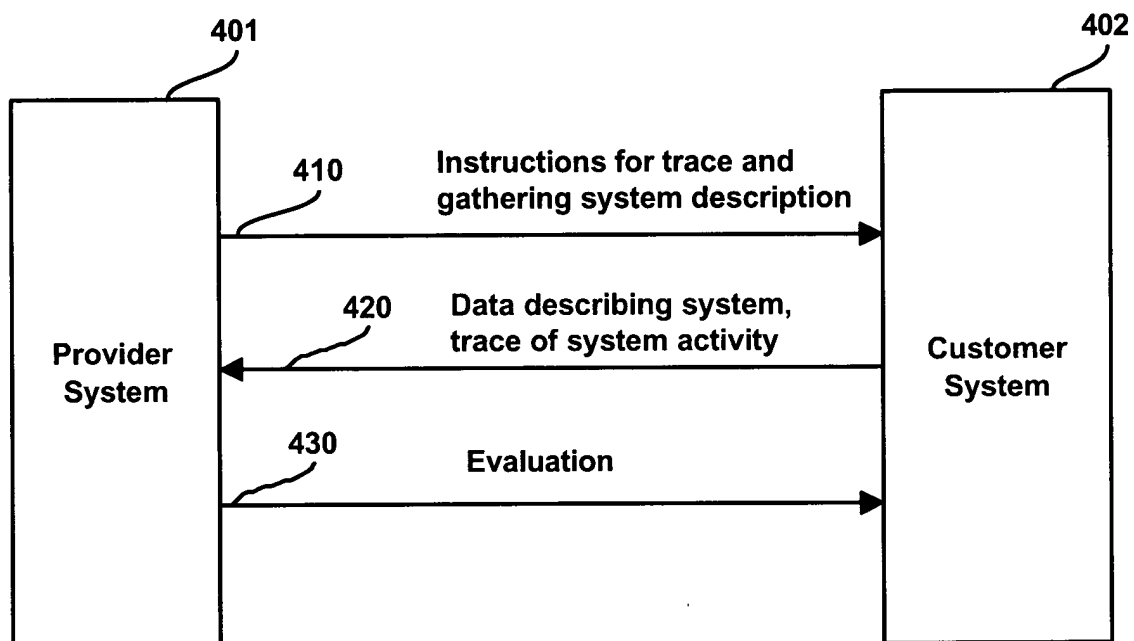 401
402
410
Instructions for trace and
gathering system description
420
Data describing system,
trace of system activity
Provider
System
Customer
System
430
Evaluation